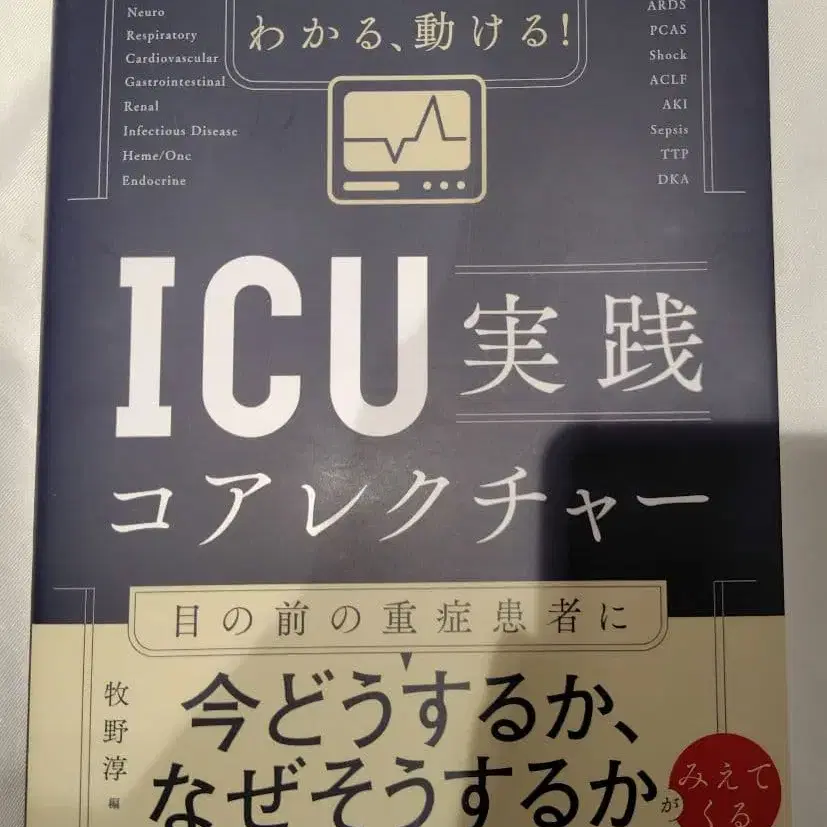 わかる、動ける!
Neuro
Respiratory
Cardiovascular
Gastrointestinal
Renal
Infectious Disease
Heme/Onc
Endocrine
ARDS
PCAS
Shock
ACLF
AKI
Sepsis
TTP
DKA
ICU実践
コアレクチャー
目の前の重症患者に
今どうするか、
なぜそうするか
が
みえて
くる
牧野淳 編